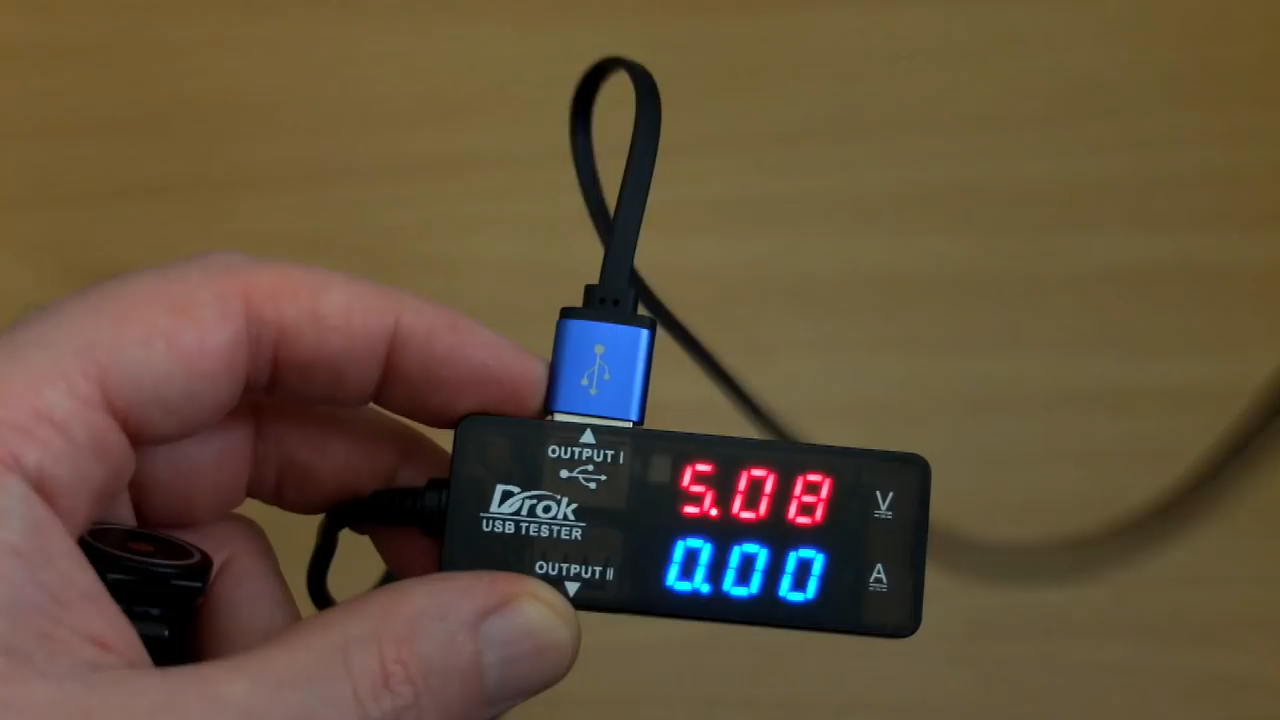 OUTPUT I
Drok
USB TESTER
OUTPUT II
5.08 V
0.00 A